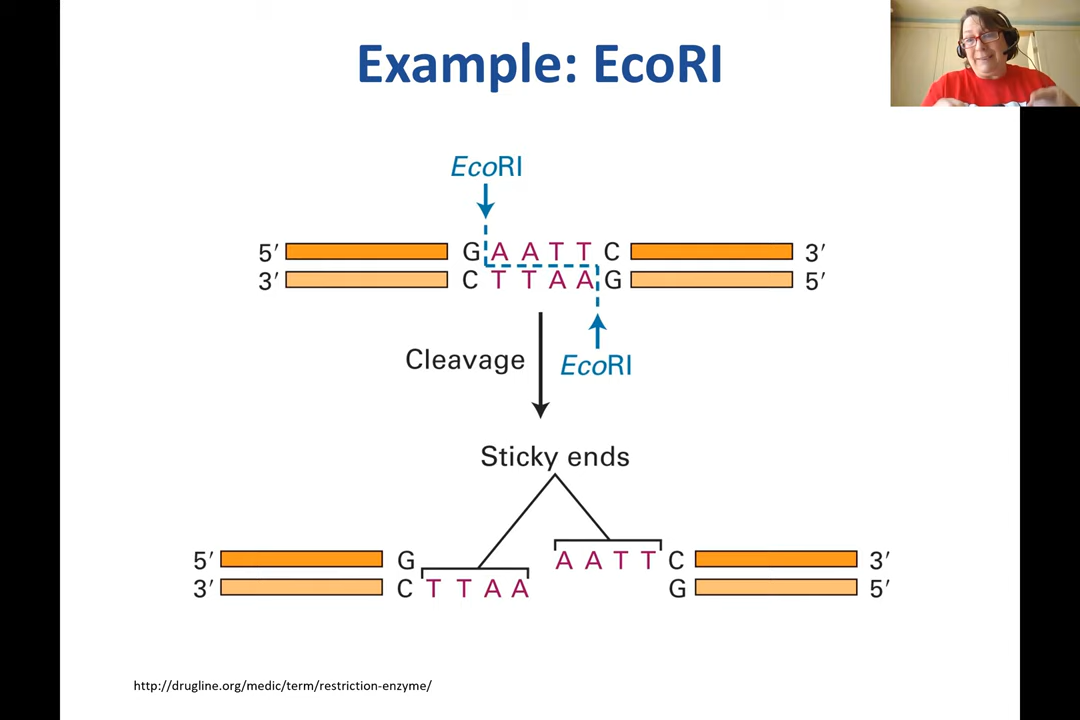 Example: EcoRI
EcoRI
5′ G A A T T C 3′
3′ C T T A A G 5′
Cleavage EcoRI
Sticky ends
5′ G A A T T C 3′
3′ C T T A A G 5′
http://drugline.org/medic/term/restriction-enzyme/